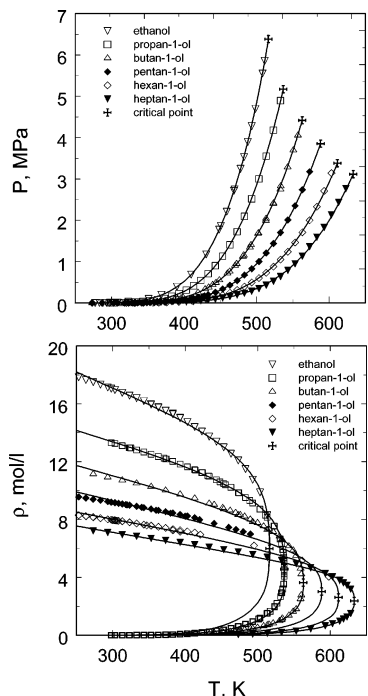 7
6
5
4
3
2
1
0
P, MPa
ethanol
propan-1-ol
butan-1-ol
pentan-1-ol
hexan-1-ol
heptan-1-ol
critical point
300 400 500 600
20
16
12
8
4
0
ρ, mol/l
ethanol
propan-1-ol
butan-1-ol
pentan-1-ol
hexan-1-ol
heptan-1-ol
critical point
300 400 500 600
T, K